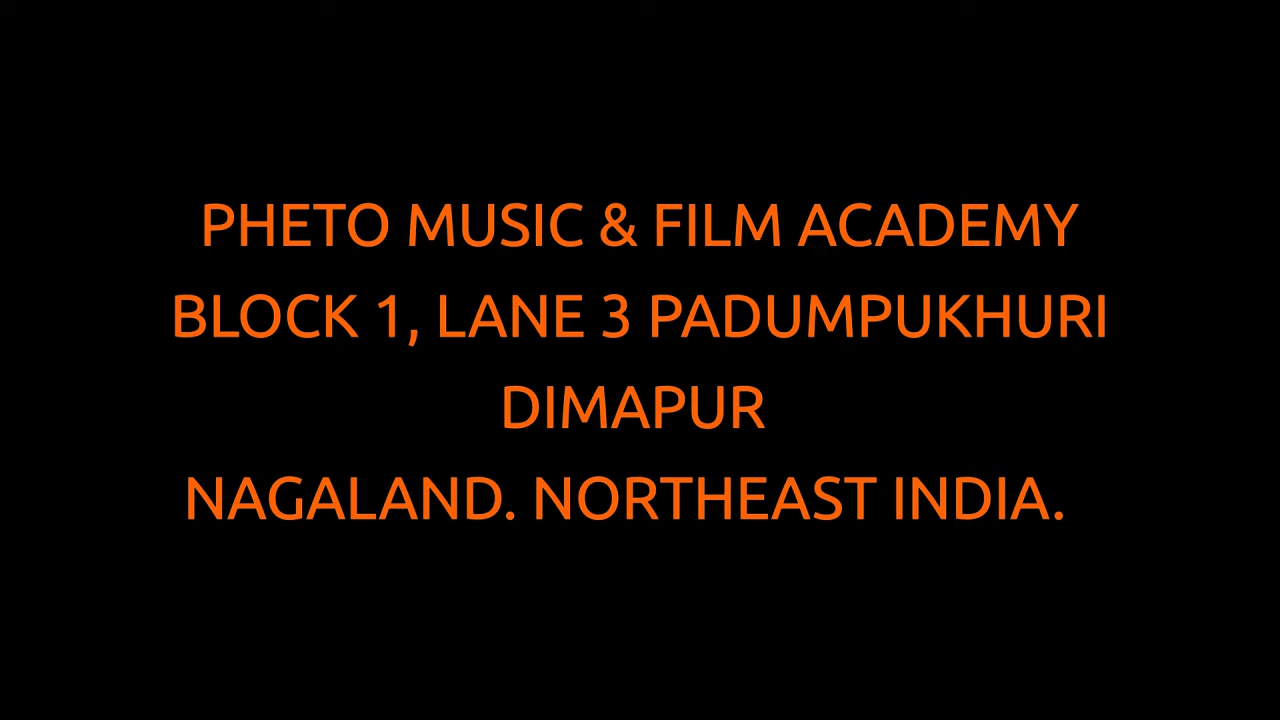 PHETO MUSIC & FILM ACADEMY
BLOCK 1, LANE 3 PADUMPUKHURI
DIMAPUR
NAGALAND. NORTHEAST INDIA.